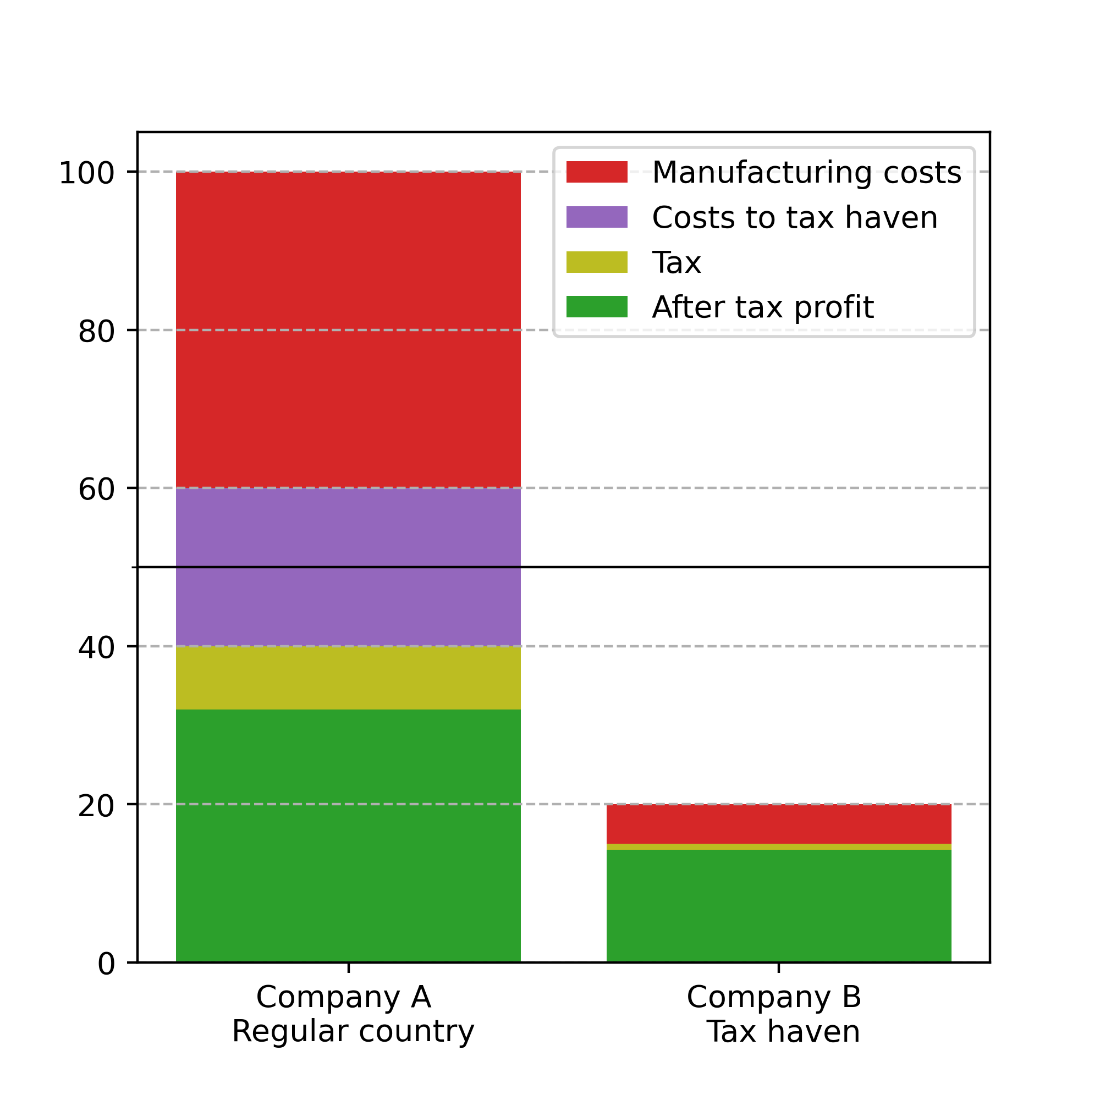 100
80
60
40
20
0
Manufacturing costs
Costs to tax haven
Tax
After tax profit
Company A
Regular country
Company B
Tax haven